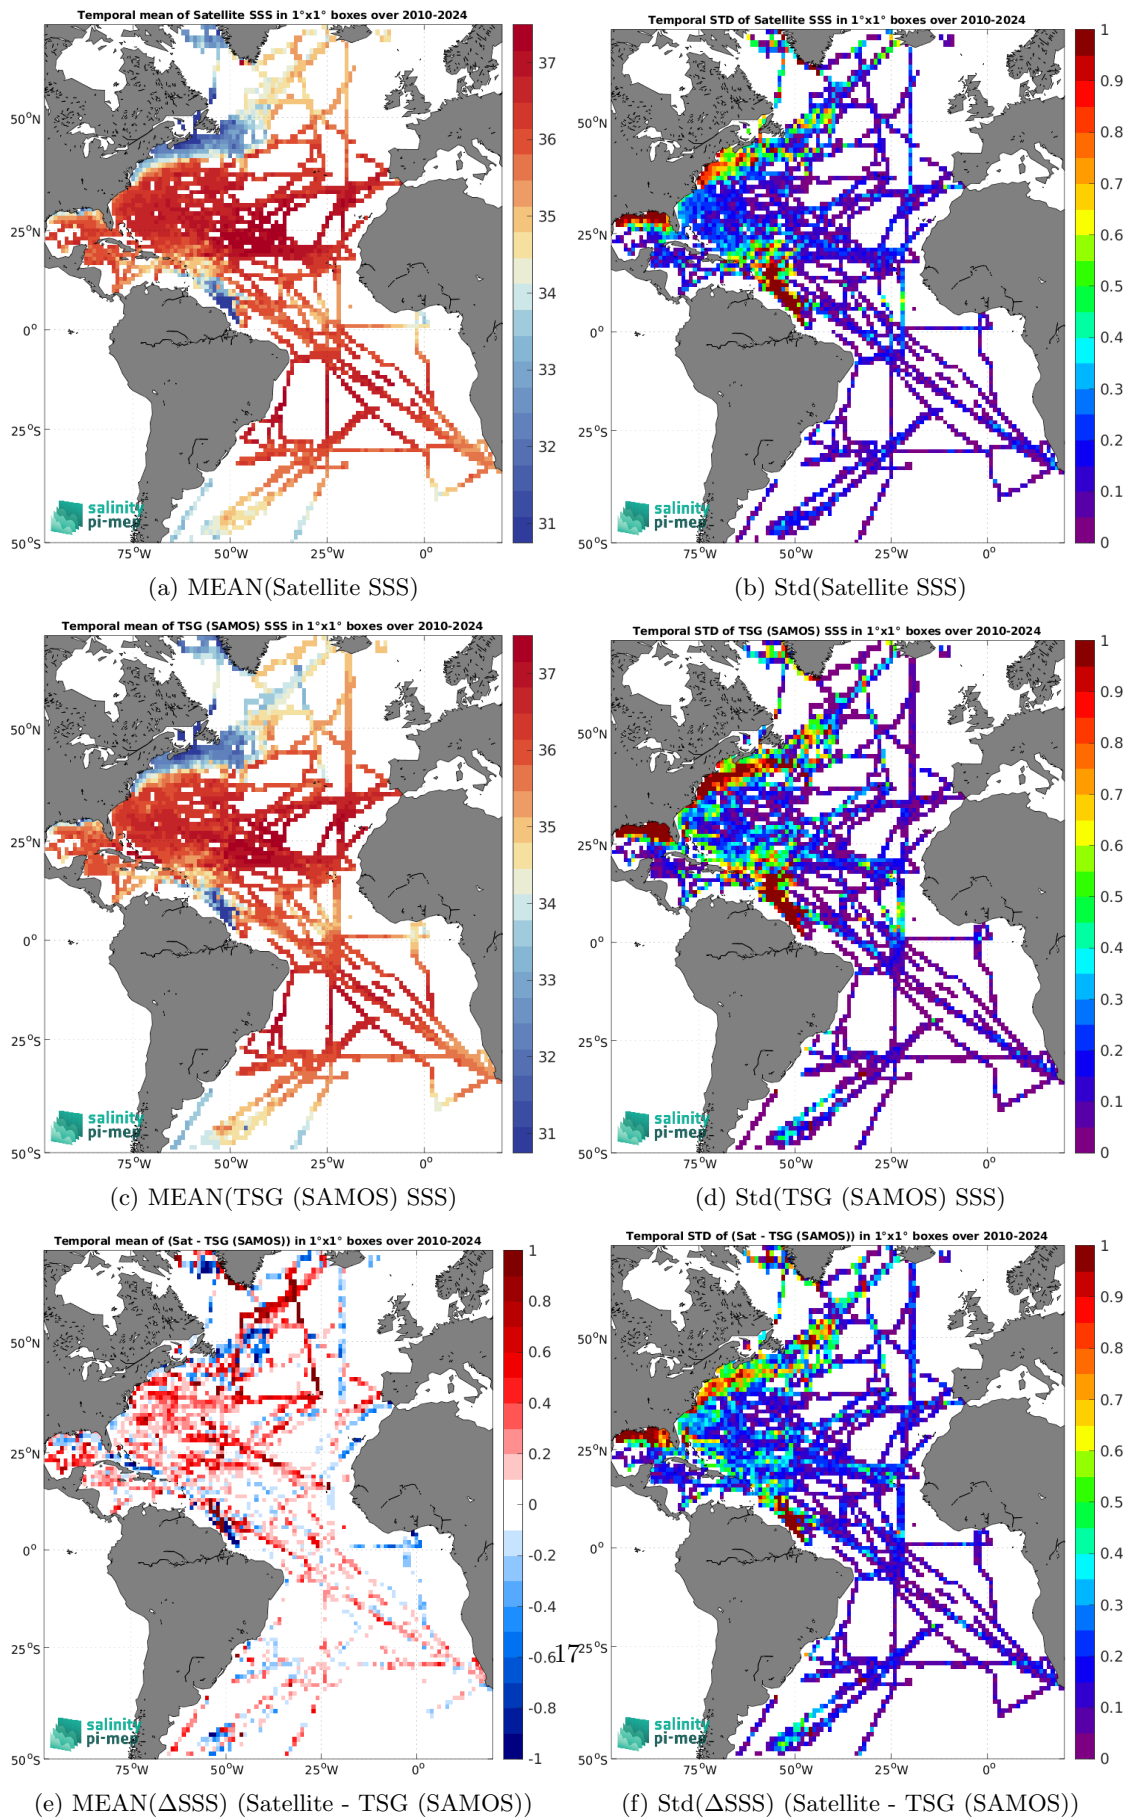 Temporal mean of Satellite SSS in 1°x1° boxes over 2010-2024
50°N
25°N
0°
25°S
50°S
75°W
50°W
25°W
0°
37
36
35
34
33
32
31
salinity
pi-mep
(a) MEAN(Satellite SSS)
Temporal STD of Satellite SSS in 1°x1° boxes over 2010-2024
50°N
25°N
0°
25°S
50°S
75°W
50°W
25°W
0°
1
0.9
0.8
0.7
0.6
0.5
0.4
0.3
0.2
0.1
0
salinity
pi-mep
(b) Std(Satellite SSS)
Temporal mean of TSG (SAMOS) SSS in 1°x1° boxes over 2010-2024
50°N
25°N
0°
25°S
50°S
75°W
50°W
25°W
0°
37
36
35
34
33
32
31
salinity
pi-mep
(c) MEAN(TSG (SAMOS) SSS)
Temporal STD of TSG (SAMOS) SSS in 1°x1° boxes over 2010-2024
50°N
25°N
0°
25°S
50°S
75°W
50°W
25°W
0°
1
0.9
0.8
0.7
0.6
0.5
0.4
0.3
0.2
0.1
0
salinity
pi-mep
(d) Std(TSG (SAMOS) SSS)
Temporal mean of (Sat - TSG (SAMOS)) in 1°x1° boxes over 2010-2024
50°N
25°N
0°
25°S
50°S
75°W
50°W
25°W
0°
1
0.8
0.6
0.4
0.2
0
-0.2
-0.4
-0.6
-0.8
-1
salinity
pi-mep
(e) MEAN(ΔSSS) (Satellite - TSG (SAMOS))
17
Temporal STD of (Sat - TSG (SAMOS)) in 1°x1° boxes over 2010-2024
50°N
25°N
0°
25°S
50°S
75°W
50°W
25°W
0°
1
0.9
0.8
0.7
0.6
0.5
0.4
0.3
0.2
0.1
0
salinity
pi-mep
(f) Std(ΔSSS) (Satellite - TSG (SAMOS))